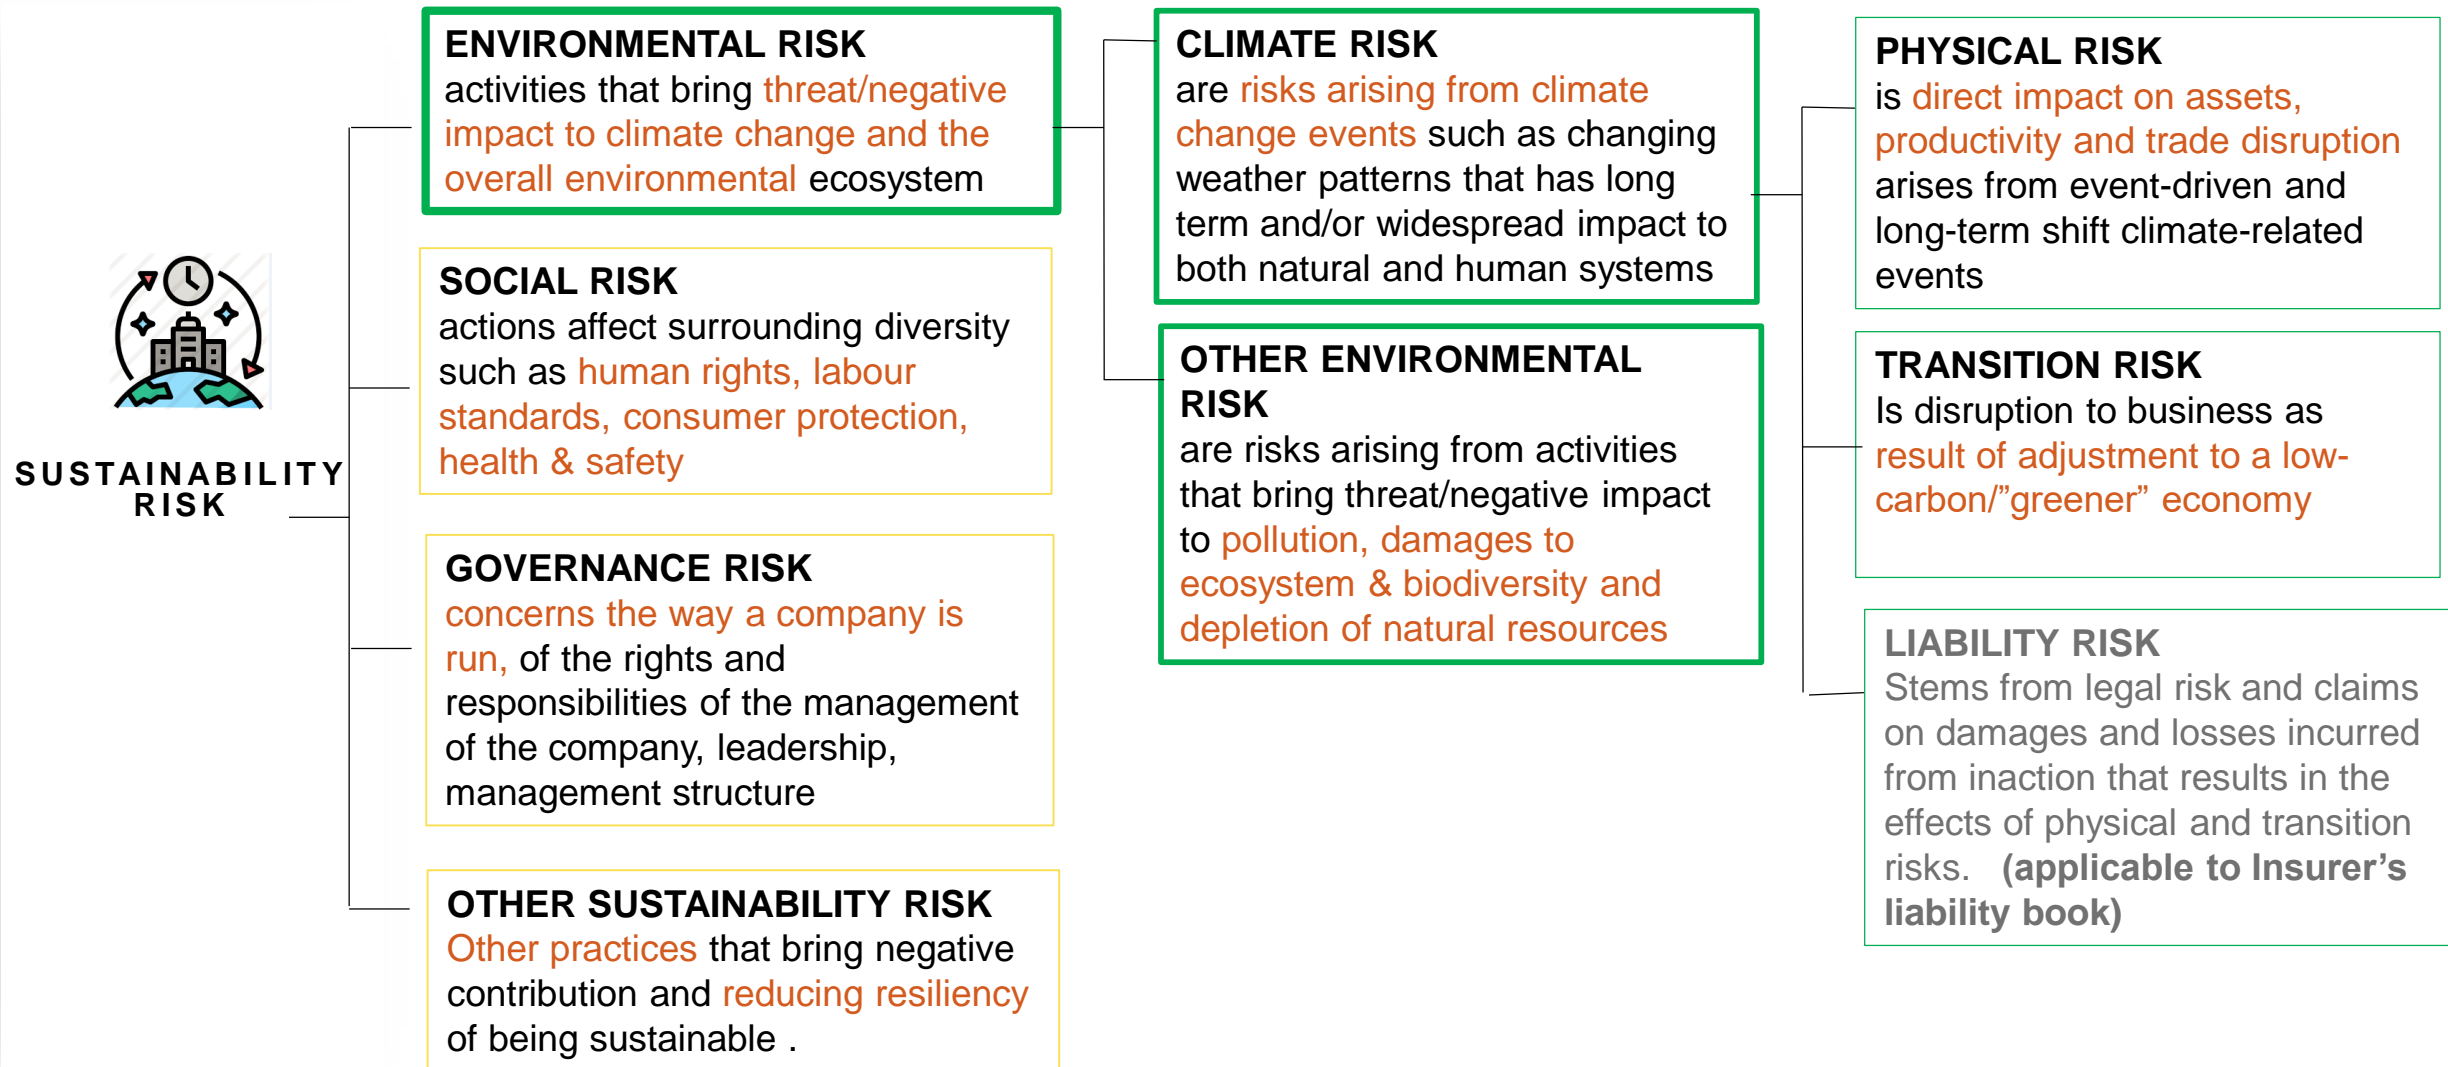 SUSTAINABILITY
RISK
ENVIRONMENTAL RISK
activities that bring threat/negative
impact to climate change and the
overall environmental ecosystem
SOCIAL RISK
actions affect surrounding diversity
such as human rights, labour
standards, consumer protection,
health & safety
GOVERNANCE RISK
concerns the way a company is
run, of the rights and
responsibilities of the management
of the company, leadership,
management structure
OTHER SUSTAINABILITY RISK
Other practices that bring negative
contribution and reducing resiliency
of being sustainable .
CLIMATE RISK
are risks arising from climate
change events such as changing
weather patterns that has long
term and/or widespread impact to
both natural and human systems
OTHER ENVIRONMENTAL
RISK
are risks arising from activities
that bring threat/negative impact
to pollution, damages to
ecosystem & biodiversity and
depletion of natural resources
PHYSICAL RISK
is direct impact on assets,
productivity and trade disruption
arises from event-driven and
long-term shift climate-related
events
TRANSITION RISK
Is disruption to business as
result of adjustment to a low-
carbon/”greener” economy
LIABILITY RISK
Stems from legal risk and claims
on damages and losses incurred
from inaction that results in the
effects of physical and transition
risks. (applicable to Insurer’s
liability book)